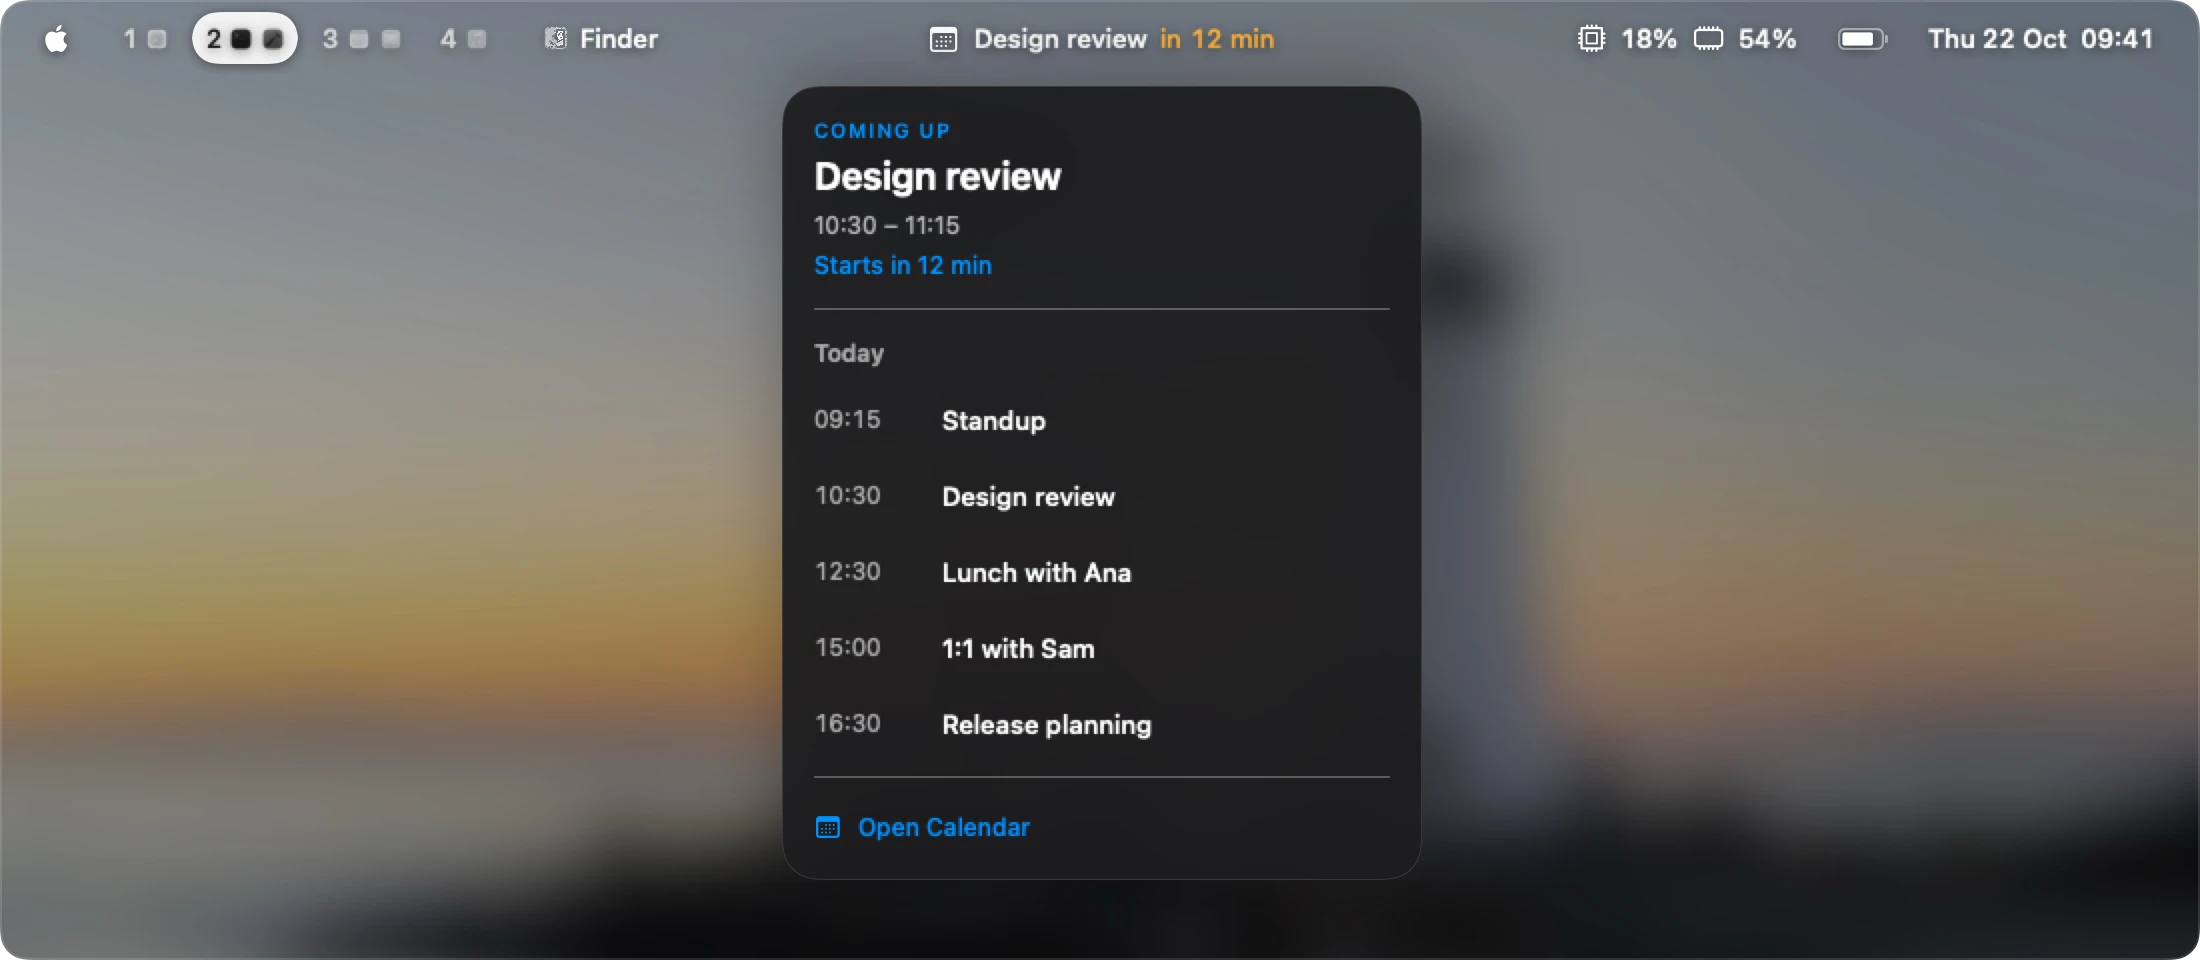 1 2 3 4 Finder Design review in 12 min 18% 54% Thu 22 Oct 09:41
COMING UP
Design review
10:30 – 11:15
Starts in 12 min
Today
09:15 Standup
10:30 Design review
12:30 Lunch with Ana
15:00 1:1 with Sam
16:30 Release planning
Open Calendar